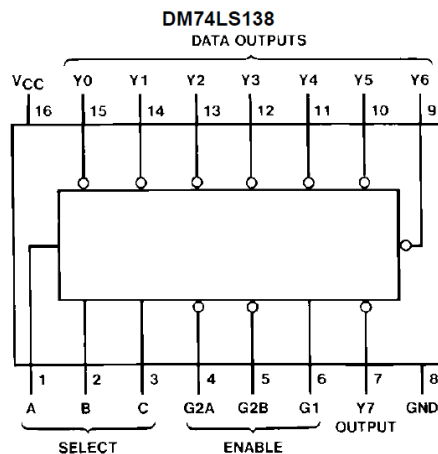 DM74LS138
DATA OUTPUTS
VCC Y0 Y1 Y2 Y3 Y4 Y5 Y6
16 15 14 13 12 11 10 9
1 2 3 4 5 6 7 8
A B C G2A G2B G1 Y7 GND
OUTPUT
SELECT ENABLE